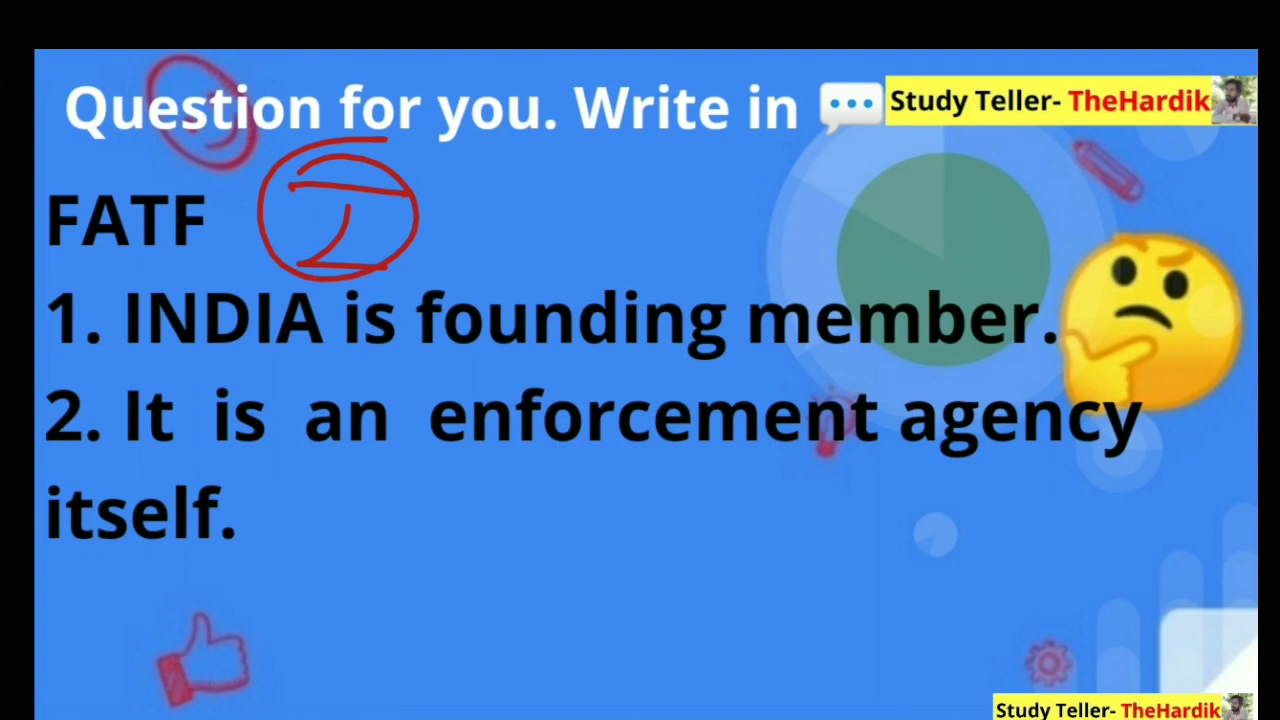 Question for you. Write in
Study Teller- TheHardik
FATF
1. INDIA is founding member.
2. It is an enforcement agency
itself.
Study Teller- TheHardik